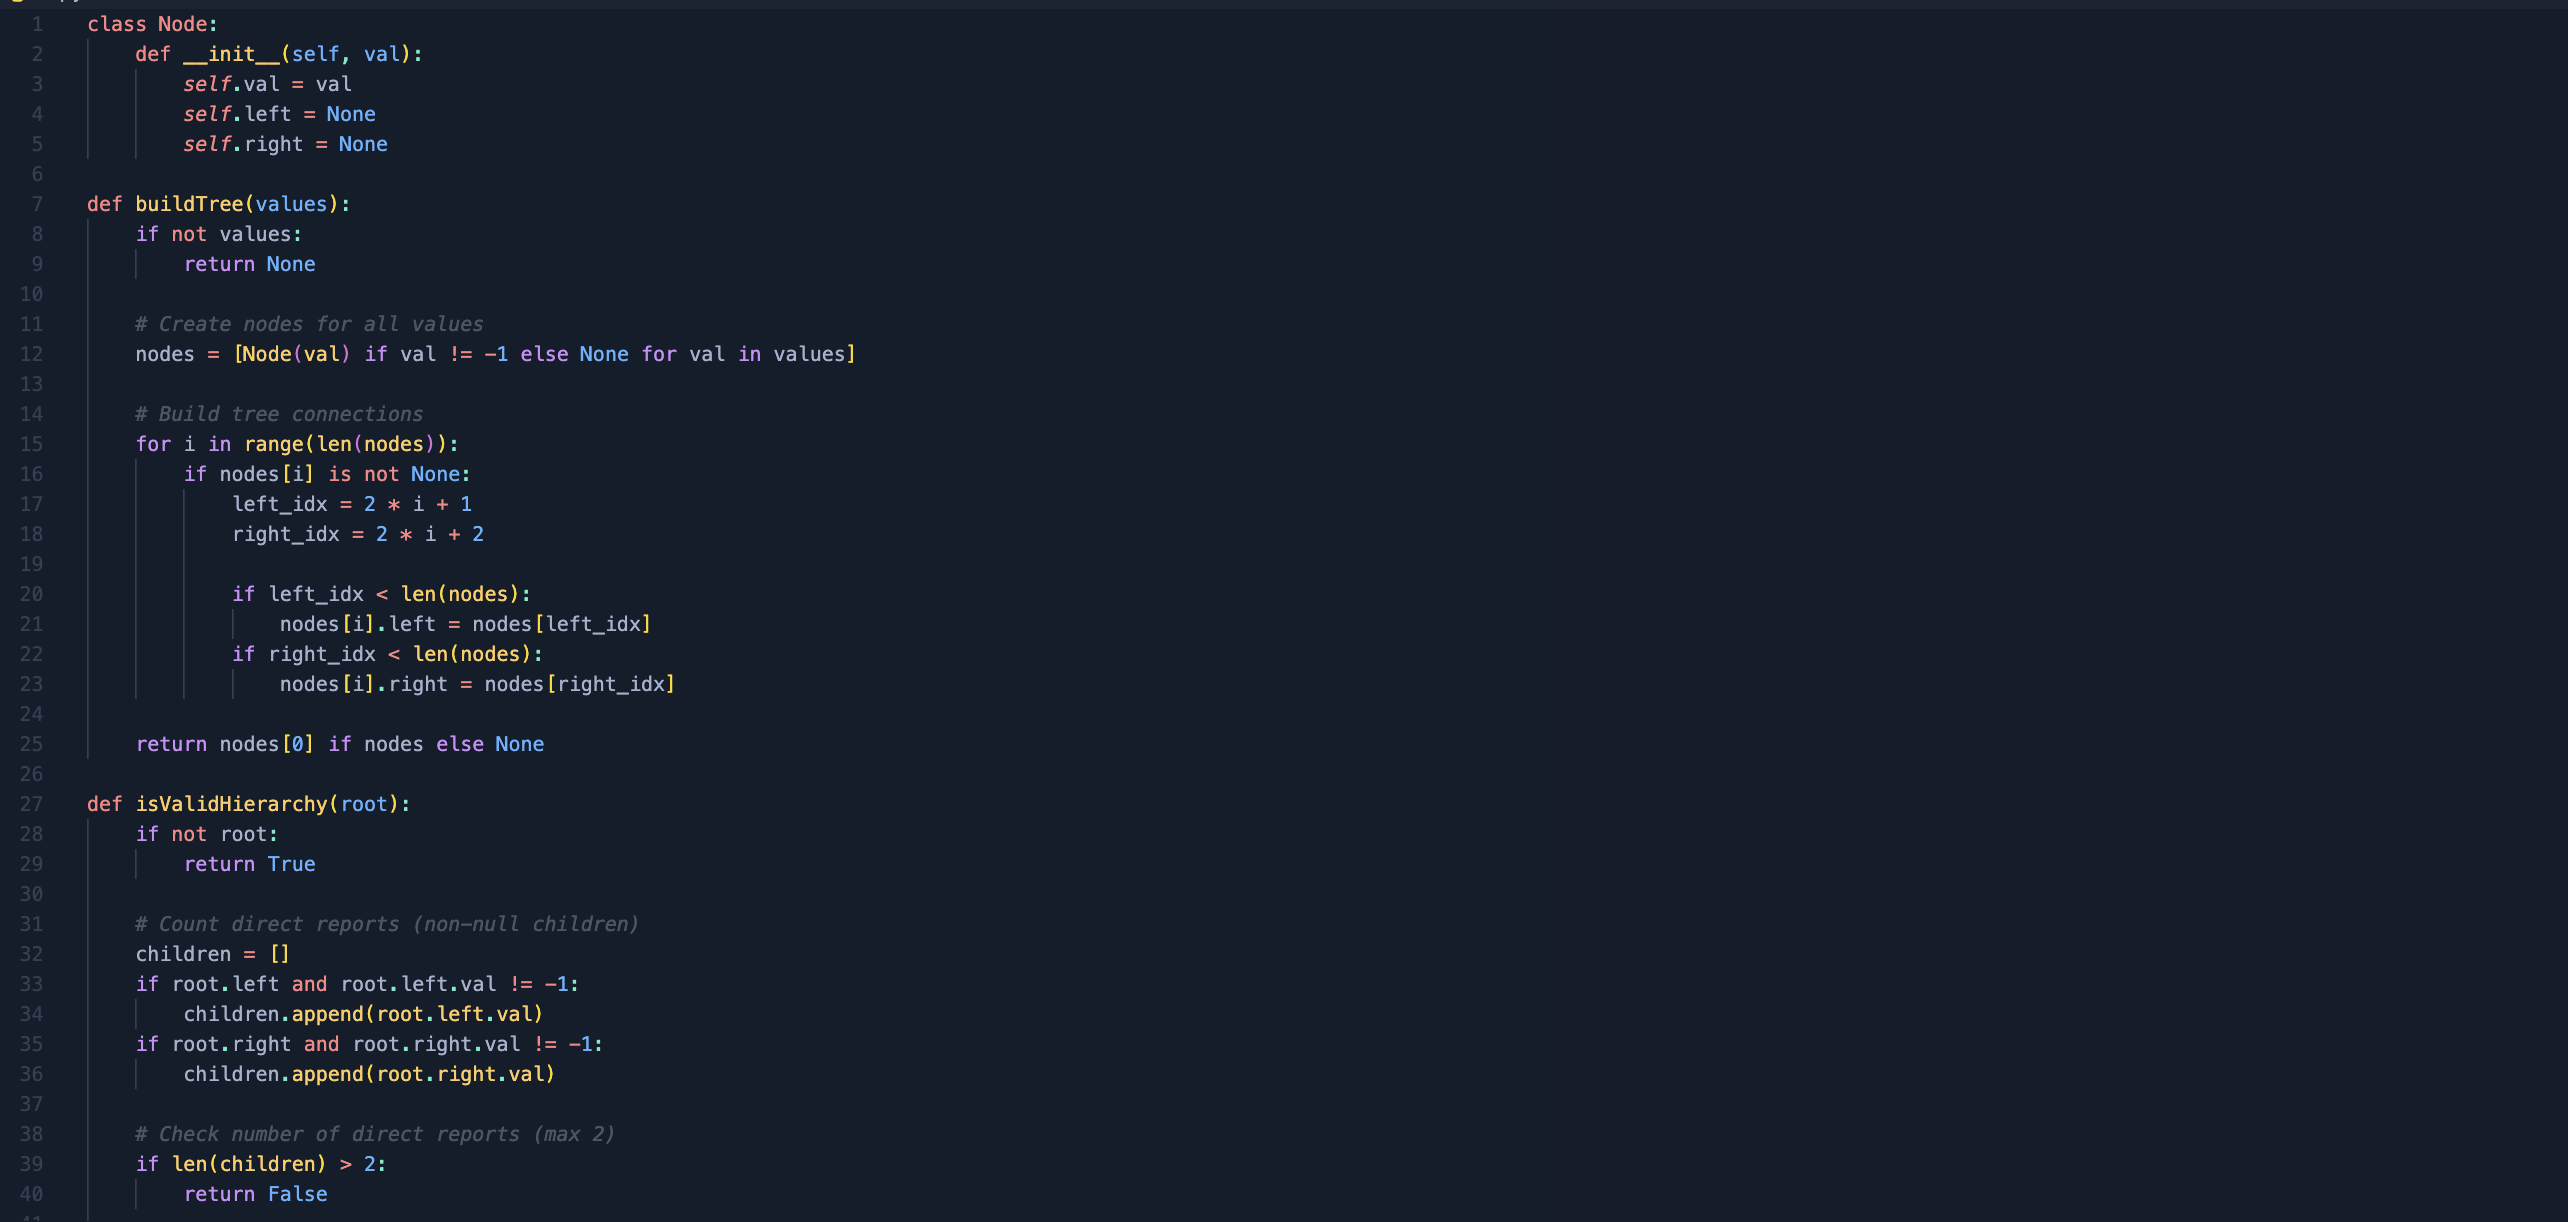 1 class Node:
2 def __init__(self, val):
3 self.val = val
4 self.left = None
5 self.right = None
6
7 def buildTree(values):
8 if not values:
9 return None
10
11 # Create nodes for all values
12 nodes = [Node(val) if val != -1 else None for val in values]
13
14 # Build tree connections
15 for i in range(len(nodes)):
16 if nodes[i] is not None:
17 left_idx = 2 * i + 1
18 right_idx = 2 * i + 2
19
20 if left_idx < len(nodes):
21 nodes[i].left = nodes[left_idx]
22 if right_idx < len(nodes):
23 nodes[i].right = nodes[right_idx]
24
25 return nodes[0] if nodes else None
26
27 def isValidHierarchy(root):
28 if not root:
29 return True
30
31 # Count direct reports (non-null children)
32 children = []
33 if root.left and root.left.val != -1:
34 children.append(root.left.val)
35 if root.right and root.right.val != -1:
36 children.append(root.right.val)
37
38 # Check number of direct reports (max 2)
39 if len(children) > 2:
40 return False